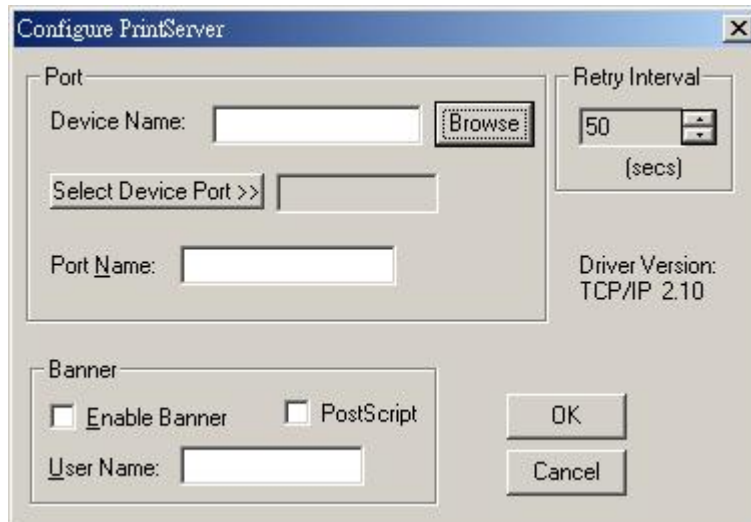 Configure PrintServer
Port
Device Name:
Browse
Select Device Port >>
Port Name:
Retry Interval
50
(secs)
Driver Version:
TCP/IP 2.10
Banner
Enable Banner
PostScript
User Name:
OK
Cancel